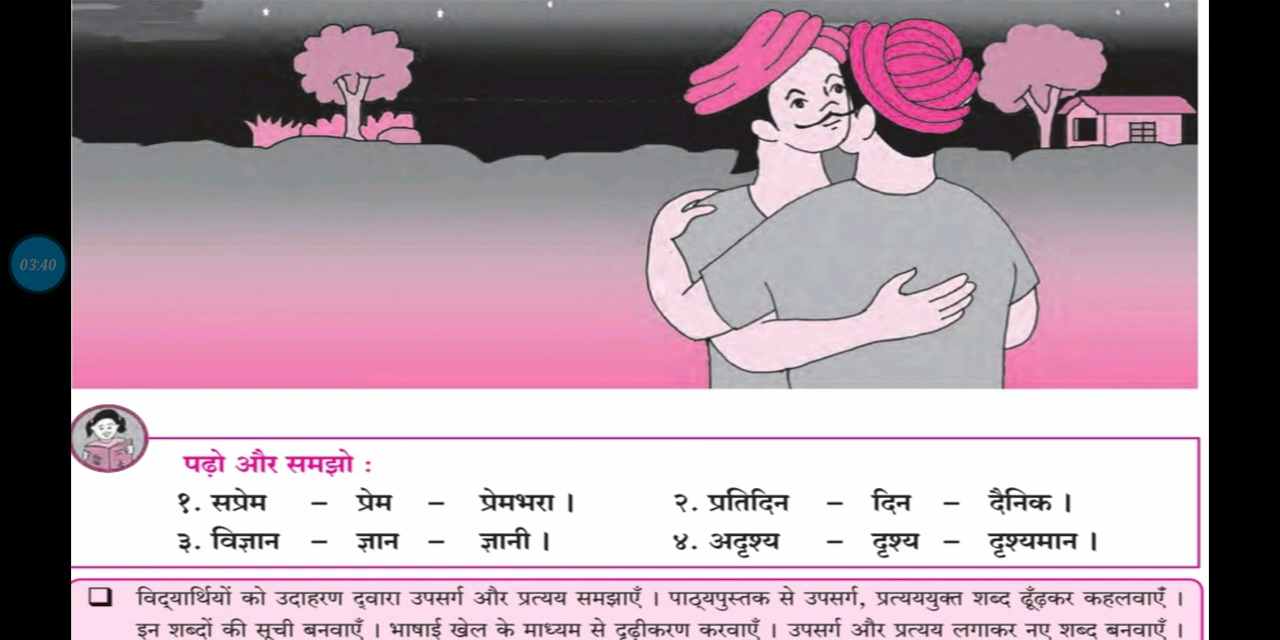 03:40
पढ़ो और समझो :
१. सप्रेम – प्रेम – प्रेमभरा । २. प्रतिदिन – दिन – दैनिक ।
३. विज्ञान – ज्ञान – ज्ञानी । ४. अदृश्य – दृश्य – दृश्यमान ।
❑ विद्यार्थियों को उदाहरण द्वारा उपसर्ग और प्रत्यय समझाएँ । पाठ्यपुस्तक से उपसर्ग, प्रत्यययुक्त शब्द ढूँढ़कर कहलवाएँ ।
इन शब्दों की सूची बनवाएँ । भाषाई खेल के माध्यम से दृढ़ीकरण करवाएँ । उपसर्ग और प्रत्यय लगाकर नए शब्द बनवाएँ ।